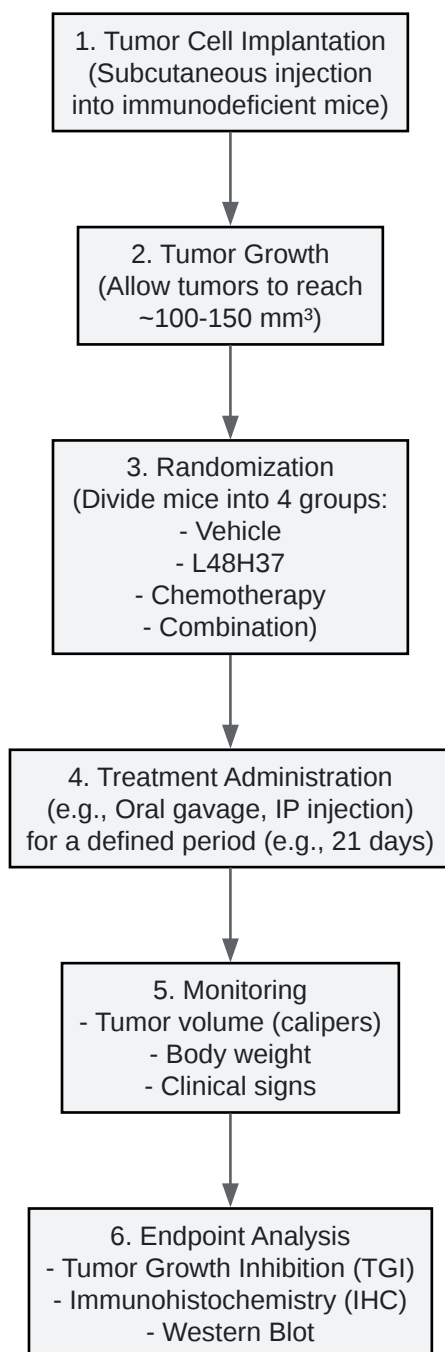 1. Tumor Cell Implantation
(Subcutaneous injection
into immunodeficient mice)
2. Tumor Growth
(Allow tumors to reach
~100-150 mm³)
3. Randomization
(Divide mice into 4 groups:
- Vehicle
- L48H37
- Chemotherapy
- Combination)
4. Treatment Administration
(e.g., Oral gavage, IP injection)
for a defined period (e.g., 21 days)
5. Monitoring
- Tumor volume (calipers)
- Body weight
- Clinical signs
6. Endpoint Analysis
- Tumor Growth Inhibition (TGI)
- Immunohistochemistry (IHC)
- Western Blot